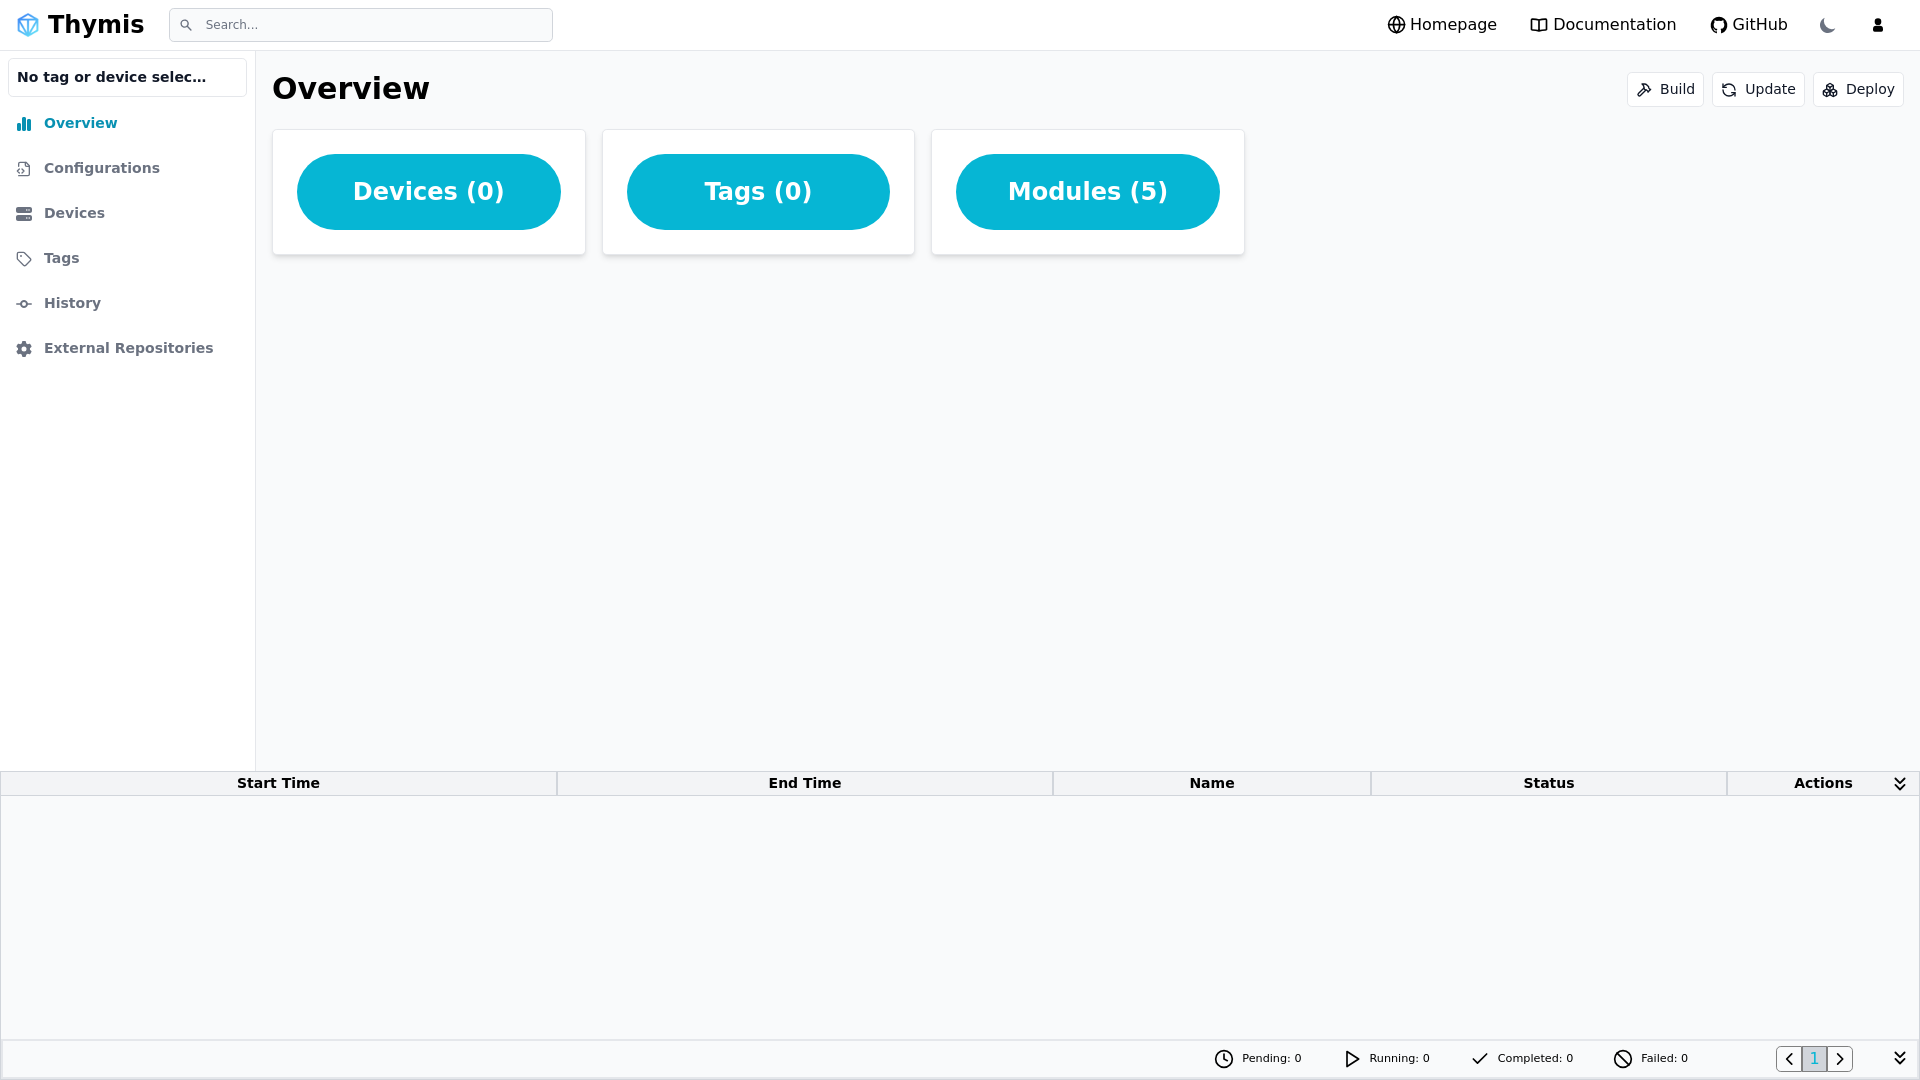 Thymis
Search...
Homepage
Documentation
GitHub
No tag or device selec...
Overview
Configurations
Devices
Tags
History
External Repositories
Overview
Build
Update
Deploy
Devices (0)
Tags (0)
Modules (5)
Start Time
End Time
Name
Status
Actions
Pending: 0
Running: 0
Completed: 0
Failed: 0
1